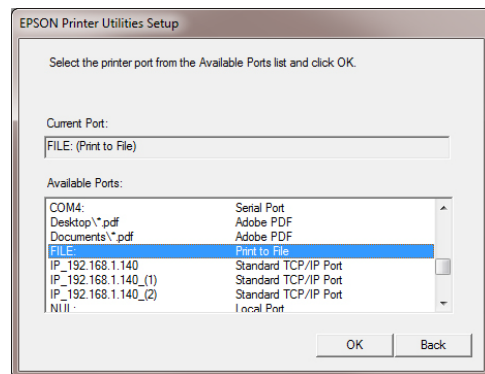 EPSON Printer Utilities Setup
Select the printer port from the Available Ports list and click OK.
Current Port:
FILE: (Print to File)
Available Ports:
COM4: Serial Port
Desktop\*.pdf Adobe PDF
Documents\*.pdf Adobe PDF
FILE: Print to File
IP_192.168.1.140 Standard TCP/IP Port
IP_192.168.1.140_(1) Standard TCP/IP Port
IP_192.168.1.140_(2) Standard TCP/IP Port
NUL: Local Port
OK Back